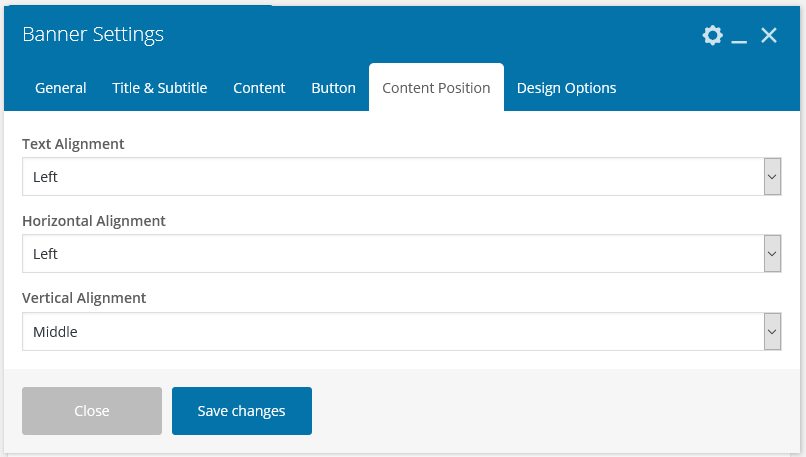 Banner Settings
General Title & Subtitle Content Button Content Position Design Options
Text Alignment
Left
Horizontal Alignment
Left
Vertical Alignment
Middle
Close Save changes